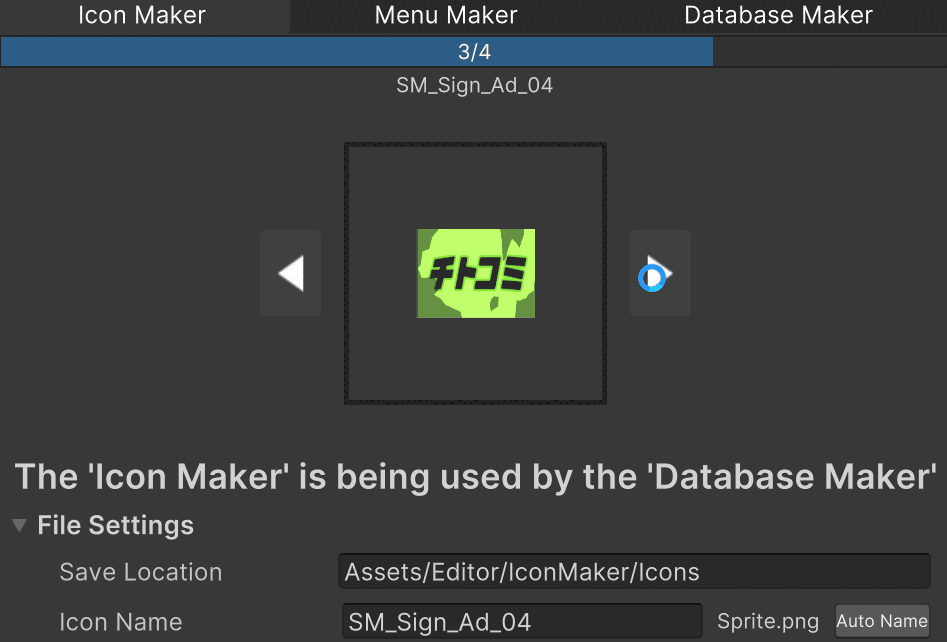 Icon Maker Menu Maker Database Maker
3/4
SM_Sign_Ad_04
チトコミ
The 'Icon Maker' is being used by the 'Database Maker'
File Settings
Save Location Assets/Editor/IconMaker/Icons
Icon Name SM_Sign_Ad_04 Sprite.png Auto Name